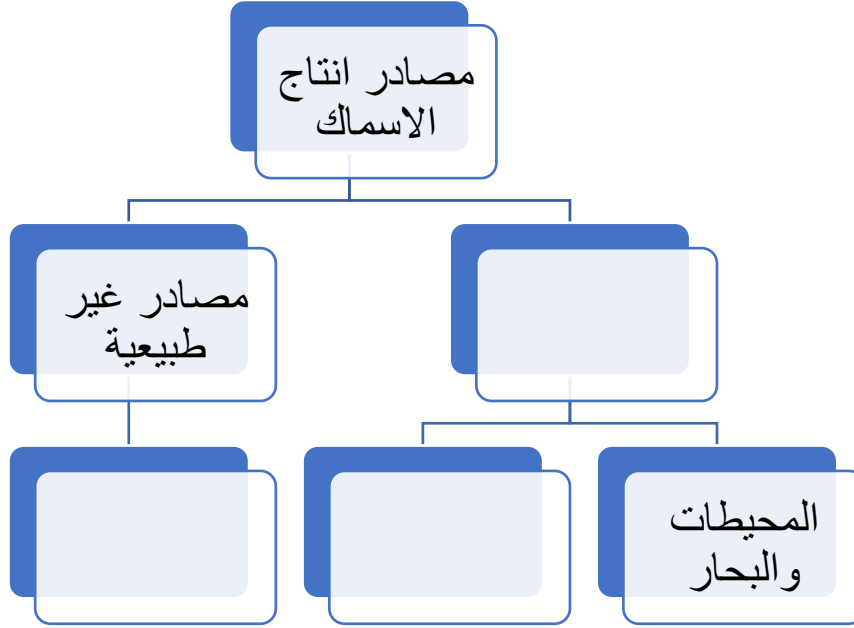 مصادر انتاج
الاسماك
مصادر غير
طبيعية
المحيطات
والبحار